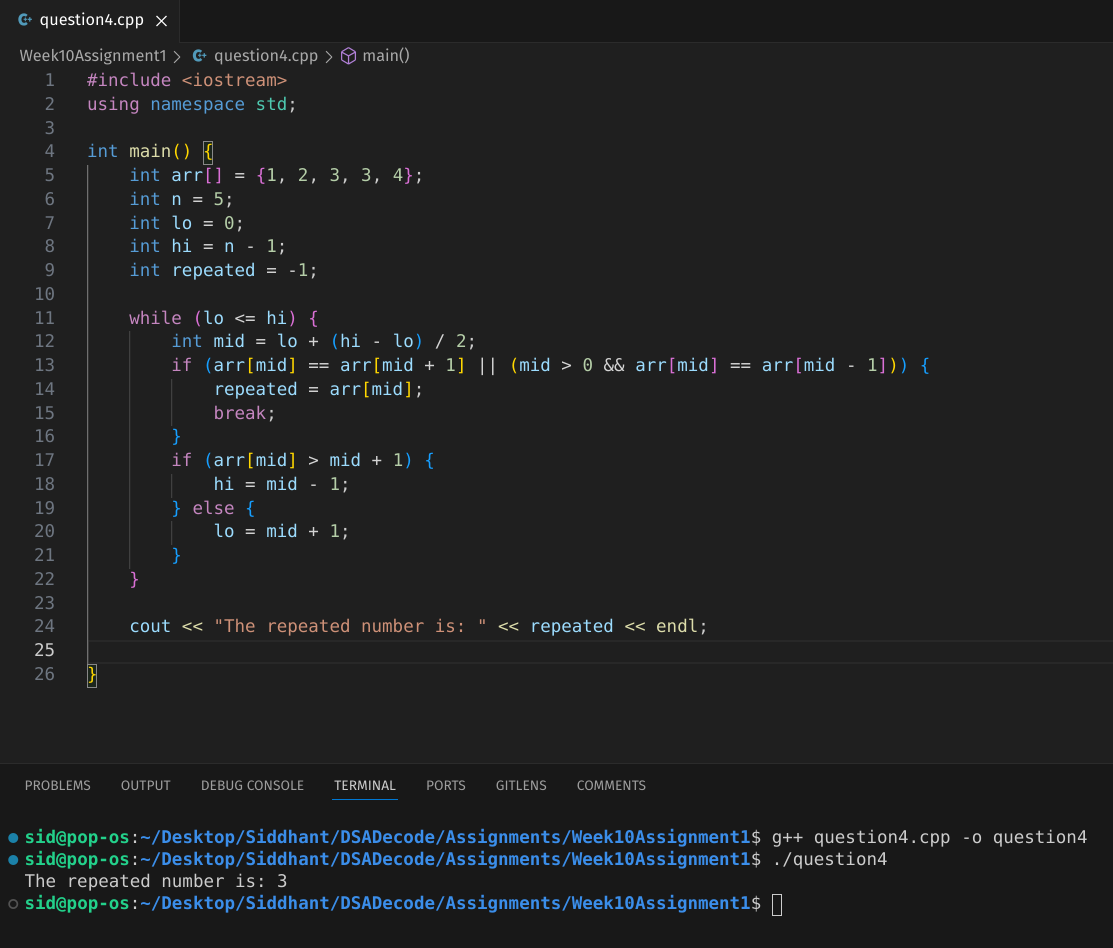 question4.cpp
Week10Assignment1 > question4.cpp > main()
1 #include <iostream>
2 using namespace std;
3
4 int main() {
5     int arr[] = {1, 2, 3, 3, 4};
6     int n = 5;
7     int lo = 0;
8     int hi = n - 1;
9     int repeated = -1;
10
11     while (lo <= hi) {
12         int mid = lo + (hi - lo) / 2;
13         if (arr[mid] == arr[mid + 1] || (mid > 0 && arr[mid] == arr[mid - 1])) {
14             repeated = arr[mid];
15             break;
16         }
17         if (arr[mid] > mid + 1) {
18             hi = mid - 1;
19         } else {
20             lo = mid + 1;
21         }
22     }
23
24     cout << "The repeated number is: " << repeated << endl;
25
26 }
PROBLEMS OUTPUT DEBUG CONSOLE TERMINAL PORTS GITLENS COMMENTS
sid@pop-os:~/Desktop/Siddhant/DSADecode/Assignments/Week10Assignment1$ g++ question4.cpp -o question4
sid@pop-os:~/Desktop/Siddhant/DSADecode/Assignments/Week10Assignment1$ ./question4
The repeated number is: 3
sid@pop-os:~/Desktop/Siddhant/DSADecode/Assignments/Week10Assignment1$